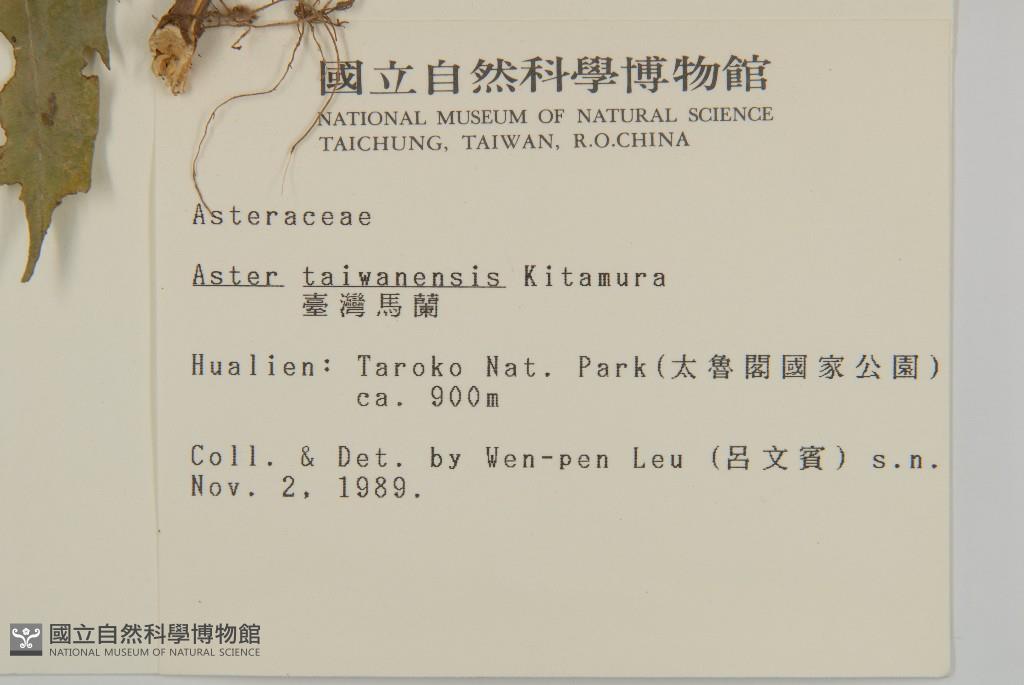 國立自然科學博物館
NATIONAL MUSEUM OF NATURAL SCIENCE
TAICHUNG, TAIWAN, R.O.CHINA
Asteraceae
Aster taiwanensis Kitamura
臺灣馬蘭
Hualien: Taroko Nat. Park(太魯閣國家公園)
ca. 900m
Coll. & Det. by Wen-pen Leu (呂文賓) s.n.
Nov. 2, 1989.
國立自然科學博物館
NATIONAL MUSEUM OF NATURAL SCIENCE